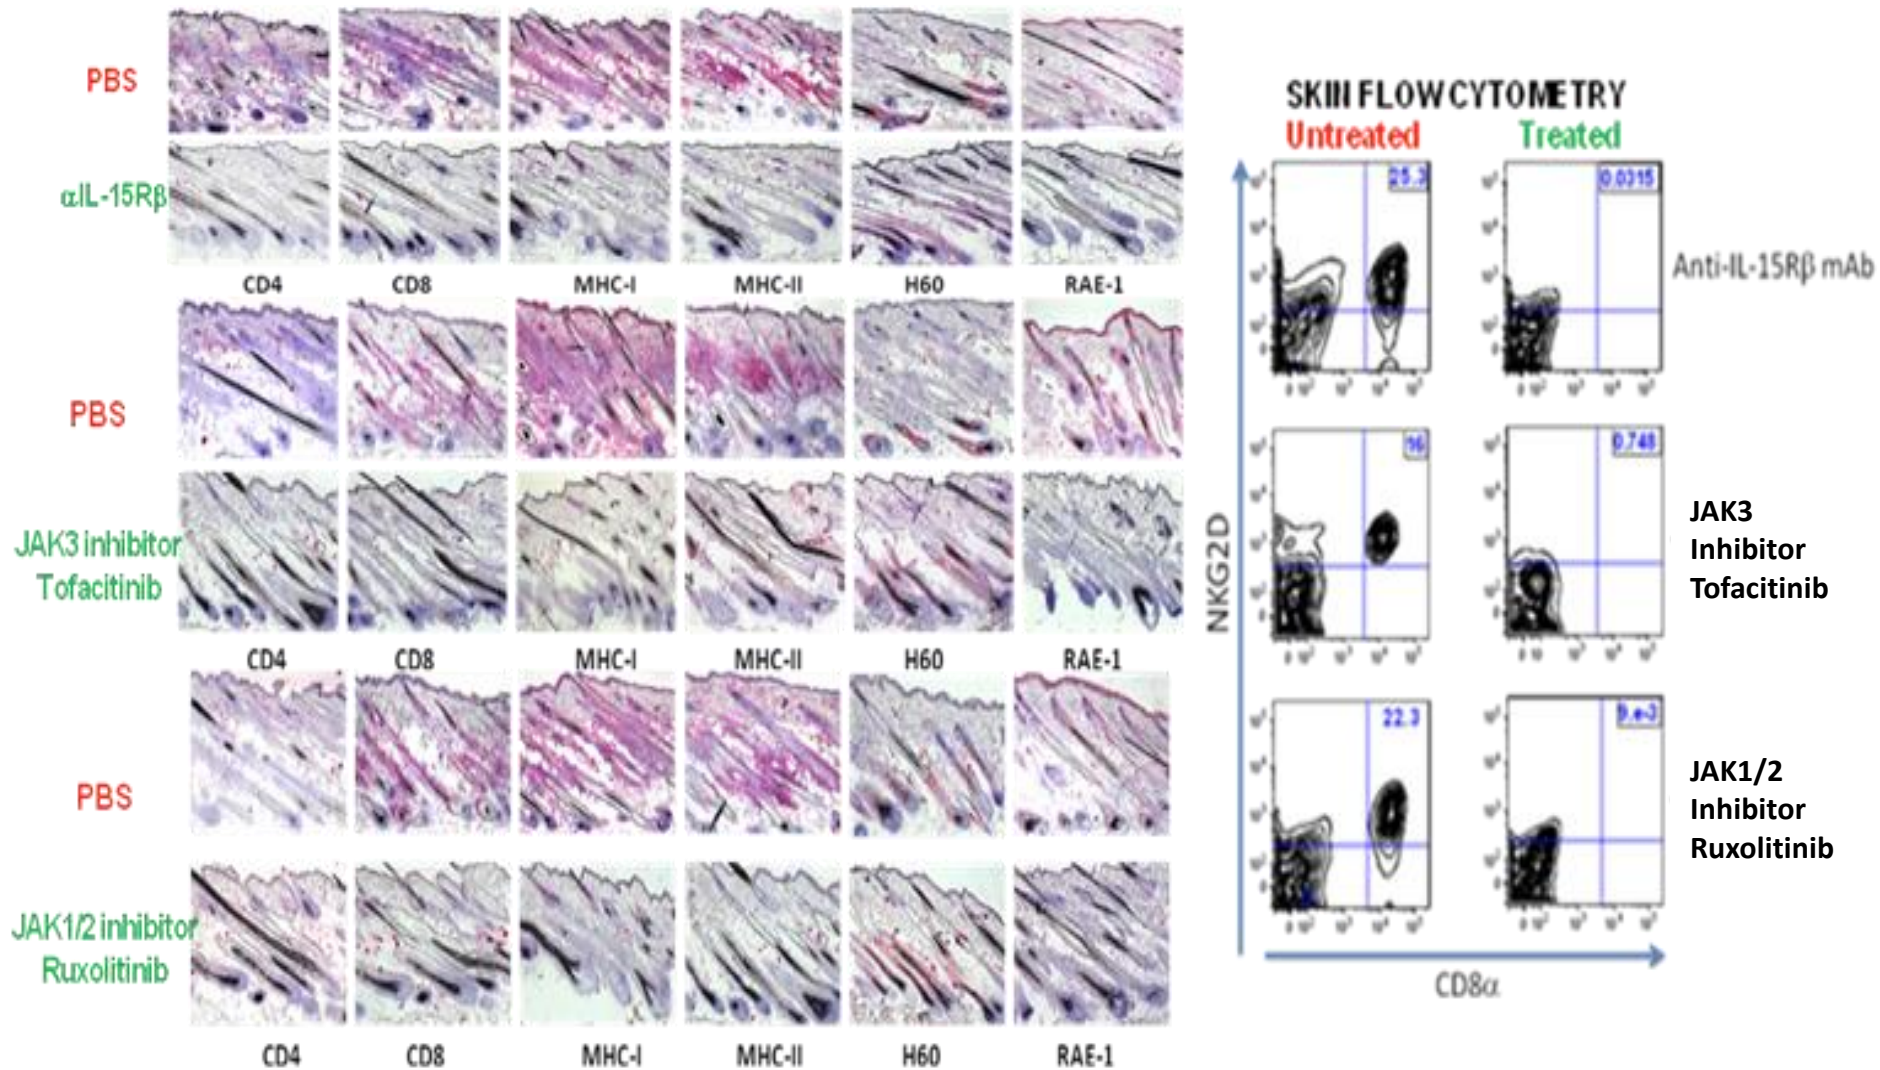 PBS
αIL-15Rβ
CD4 CD8 MHC-I MHC-II H60 RAE-1
PBS
JAK3 inhibitor
Tofacitinib
CD4 CD8 MHC-I MHC-II H60 RAE-1
PBS
JAK1/2 inhibitor
Ruxolitinib
CD4 CD8 MHC-I MHC-II H60 RAE-1
SKIN FLOW CYTOMETRY
Untreated Treated
25.3 0.0315
Anti-IL-15Rβ mAb
16 0.748
JAK3
Inhibitor
Tofacitinib
22.3 9.e-3
JAK1/2
Inhibitor
Ruxolitinib
NKG2D
CD8α